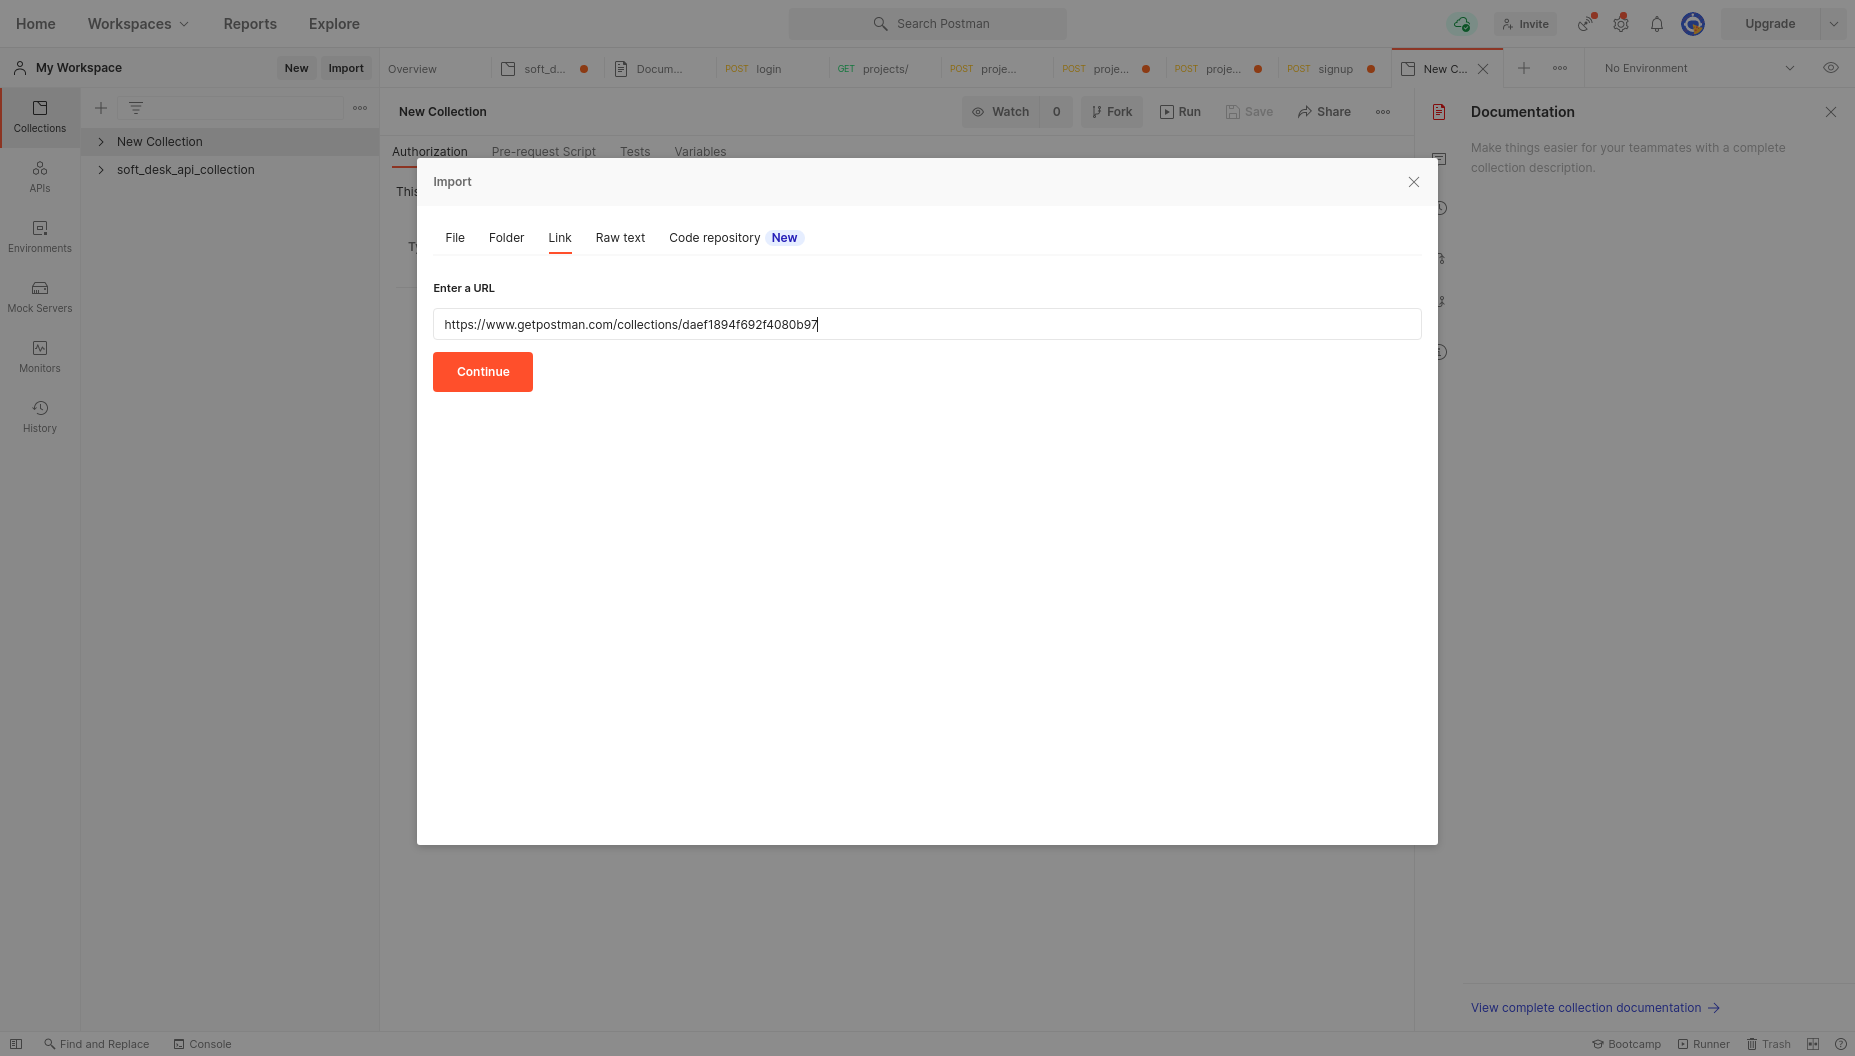 Home Workspaces Reports Explore Search Postman Invite Upgrade
My Workspace New Import Overview soft_d... Docum... POST login GET projects/ POST proje... POST proje... POST proje... POST signup New C... No Environment
Collections
New Collection
soft_desk_api_collection
APIs
Environments
Mock Servers
Monitors
History
New Collection Watch 0 Fork Run Save Share
Authorization Pre-request Script Tests Variables
This
Ty
Import
File Folder Link Raw text Code repository New
Enter a URL
https://www.getpostman.com/collections/daef1894f692f4080b97
Continue
Documentation
Make things easier for your teammates with a complete
collection description.
View complete collection documentation
Find and Replace Console Bootcamp Runner Trash